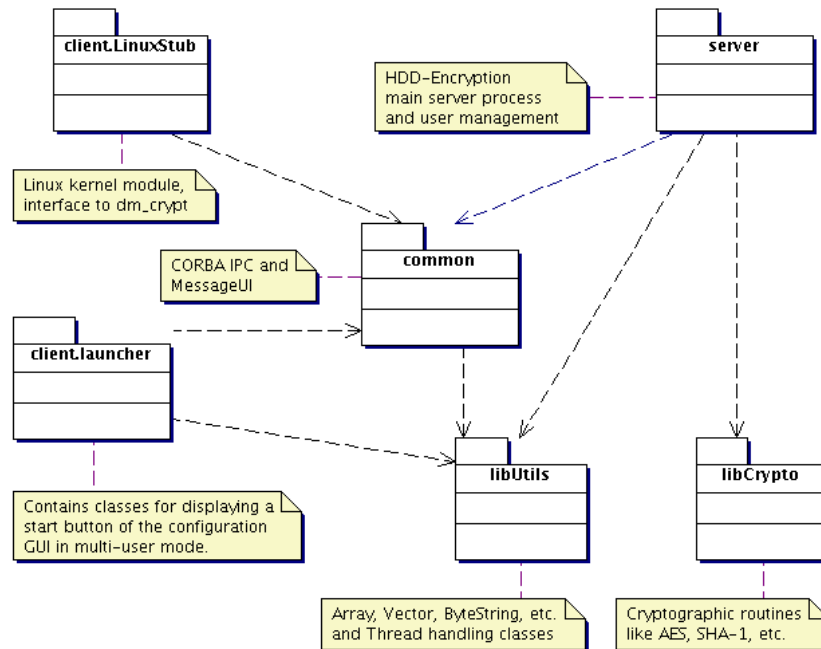 client.LinuxStub
server
HDD-Encryption
main server process
and user management
Linux kernel module,
interface to dm_crypt
common
CORBA IPC and
MessageUI
client.launcher
libUtils
libCrypto
Contains classes for displaying a
start button of the configuration
GUI in multi-user mode.
Array, Vector, ByteString, etc.
and Thread handling classes
Cryptographic routines
like AES, SHA-1, etc.